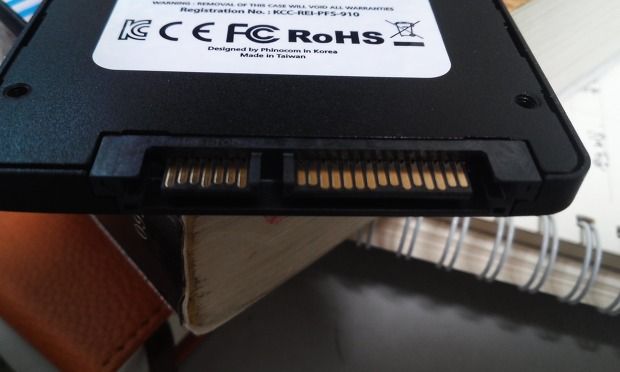 WARNING - REMOVAL OF THIS CASE WILL VOID ALL WARRANTIES
Registration No. : KCC-REI-PFS-910
CE FC RoHS
Designed by Phinocom in Korea
Made in Taiwan